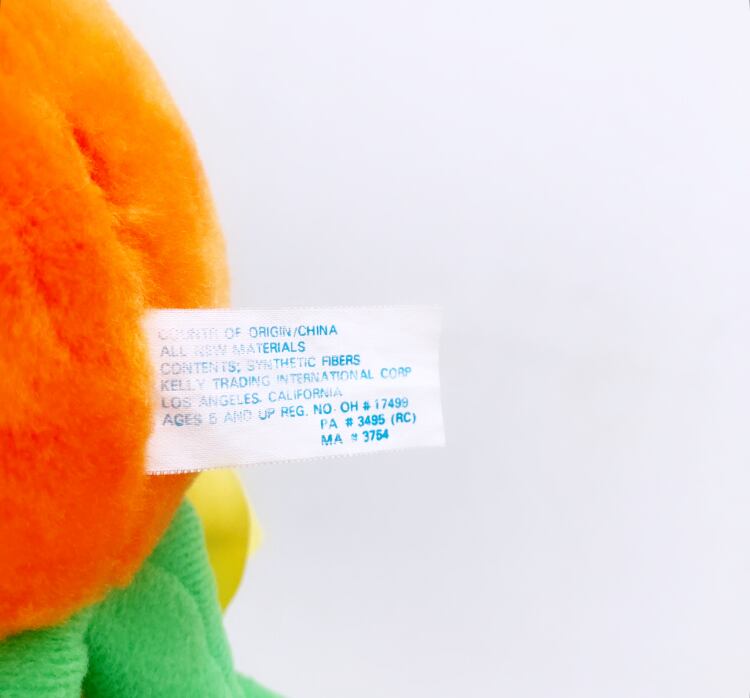 COUNTR OF ORIGIN/CHINA
ALL NEW MATERIALS
CONTENTS; SYNTHETIC FIBERS
KELLY TRADING INTERNATIONAL CORP
LOS ANGELES, CALIFORNIA
AGES 5 AND UP REG. NO. OH # 17499
PA # 3495 (RC)
MA # 3754